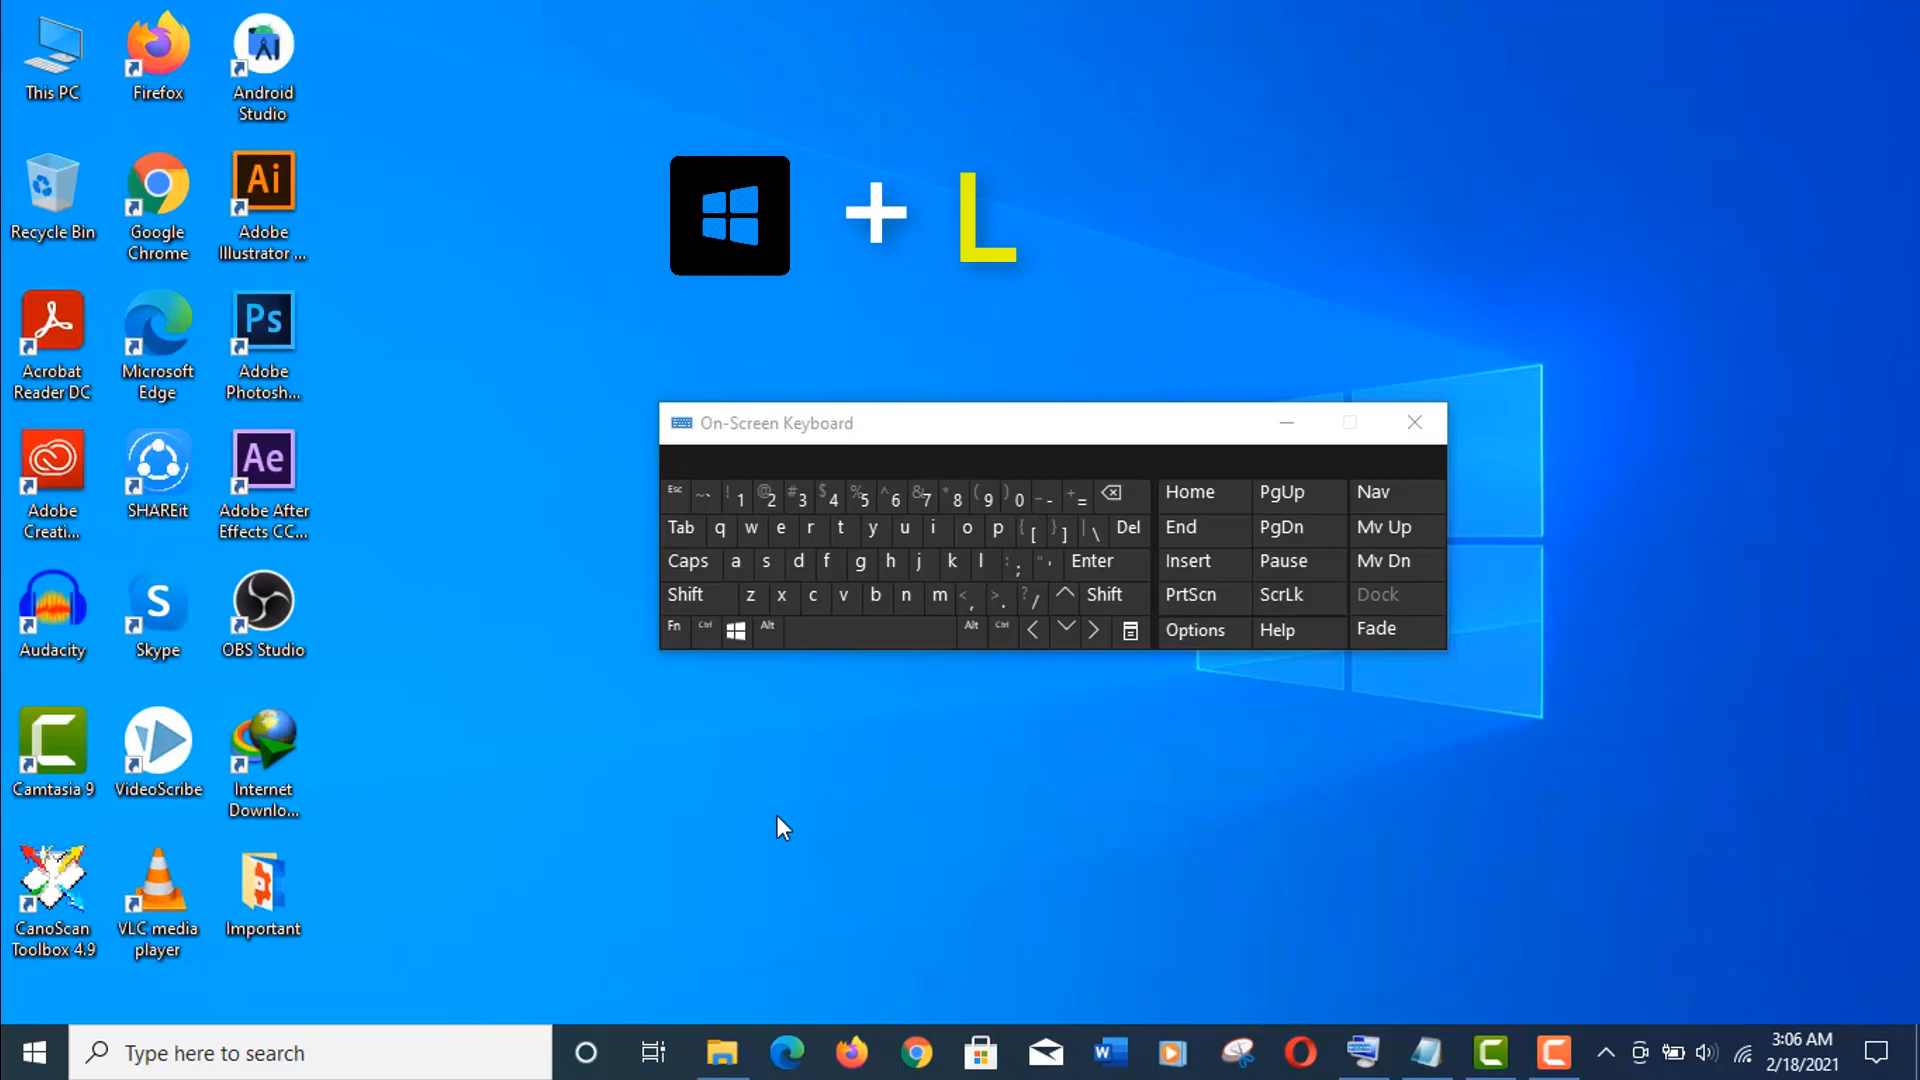 This PC
Firefox
Android
Studio
L
Recycle Bin
Google
Chrome
Ai
Adobe
Illustrator ...
Acrobat
Reader DC
Microsoft
Edge
Ps
Adobe
Photosh...
On-Screen Keyboard
Adobe
Creati...
SHAREit
Ae
Adobe After
Effects CC...
Esc ~ ` ! 1 @ 2 # 3 $ 4 % 5 ^ 6 & 7 * 8 ( 9 ) 0 _ - + = Home PgUp Nav
Tab q w e r t y u i o p { [ } ] | \ Del End PgDn Mv Up
Caps a s d f g h j k l : ; " ' Enter Insert Pause Mv Dn
Shift z x c v b n m < , > . ? / Shift PrtScn ScrLk Dock
Fn Ctrl Alt Alt Ctrl Options Help Fade
Audacity
S
Skype
OBS Studio
C
Camtasia 9
VideoScribe
Internet
Downlo...
CanoScan
Toolbox 4.9
VLC media
player
Important
Type here to search
W
C
C
3:06 AM
2/18/2021